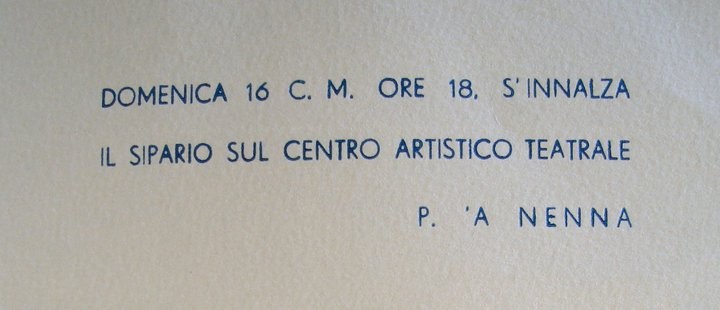 DOMENICA 16 C. M. ORE 18, S'INNALZA
IL SIPARIO SUL CENTRO ARTISTICO TEATRALE
P. 'A NENNA